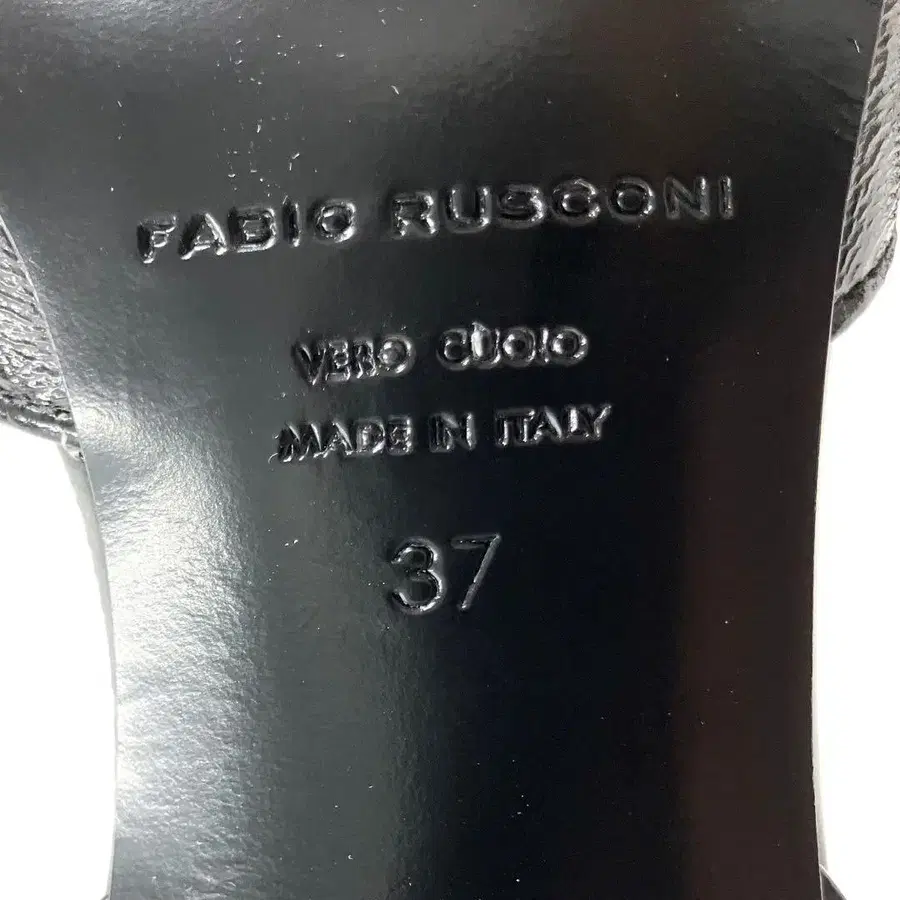 FABIO RUSCONI
VERO CUOIO
MADE IN ITALY
37